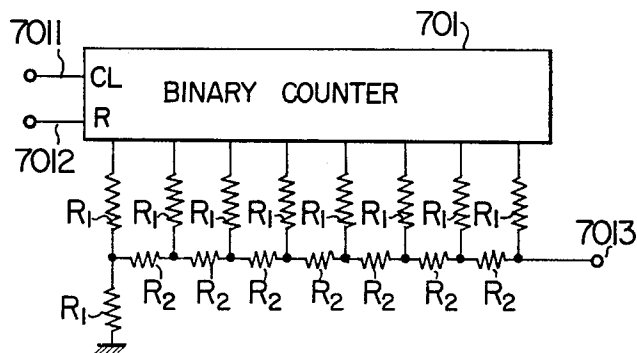 7011
701
CL
BINARY COUNTER
R
7012
R1 R1 R1 R1 R1 R1 R1 R1
7013
R2 R2 R2 R2 R2 R2 R2
R1